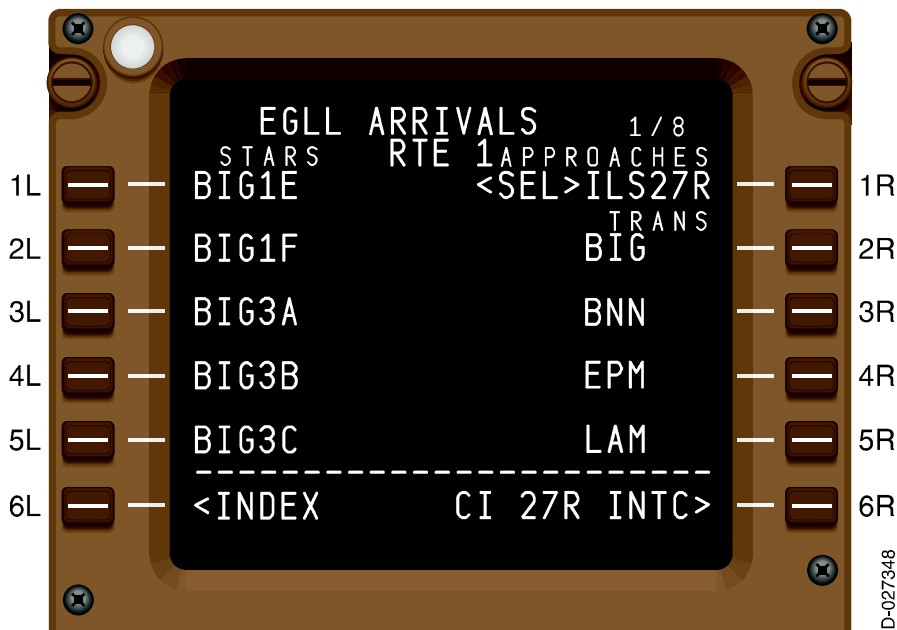 EGLL ARRIVALS 1/8
STARS RTE 1 APPROACHES
1L BIG1E <SEL>ILS27R 1R
TRANS
2L BIG1F BIG 2R
3L BIG3A BNN 3R
4L BIG3B EPM 4R
5L BIG3C LAM 5R
6L <INDEX CI 27R INTC> 6R
D-027348